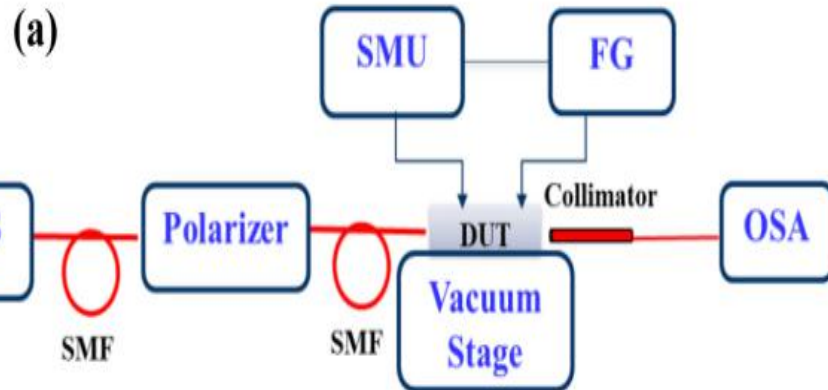 (a)
SMU
FG
Polarizer
DUT
Collimator
OSA
SMF
SMF
Vacuum
Stage